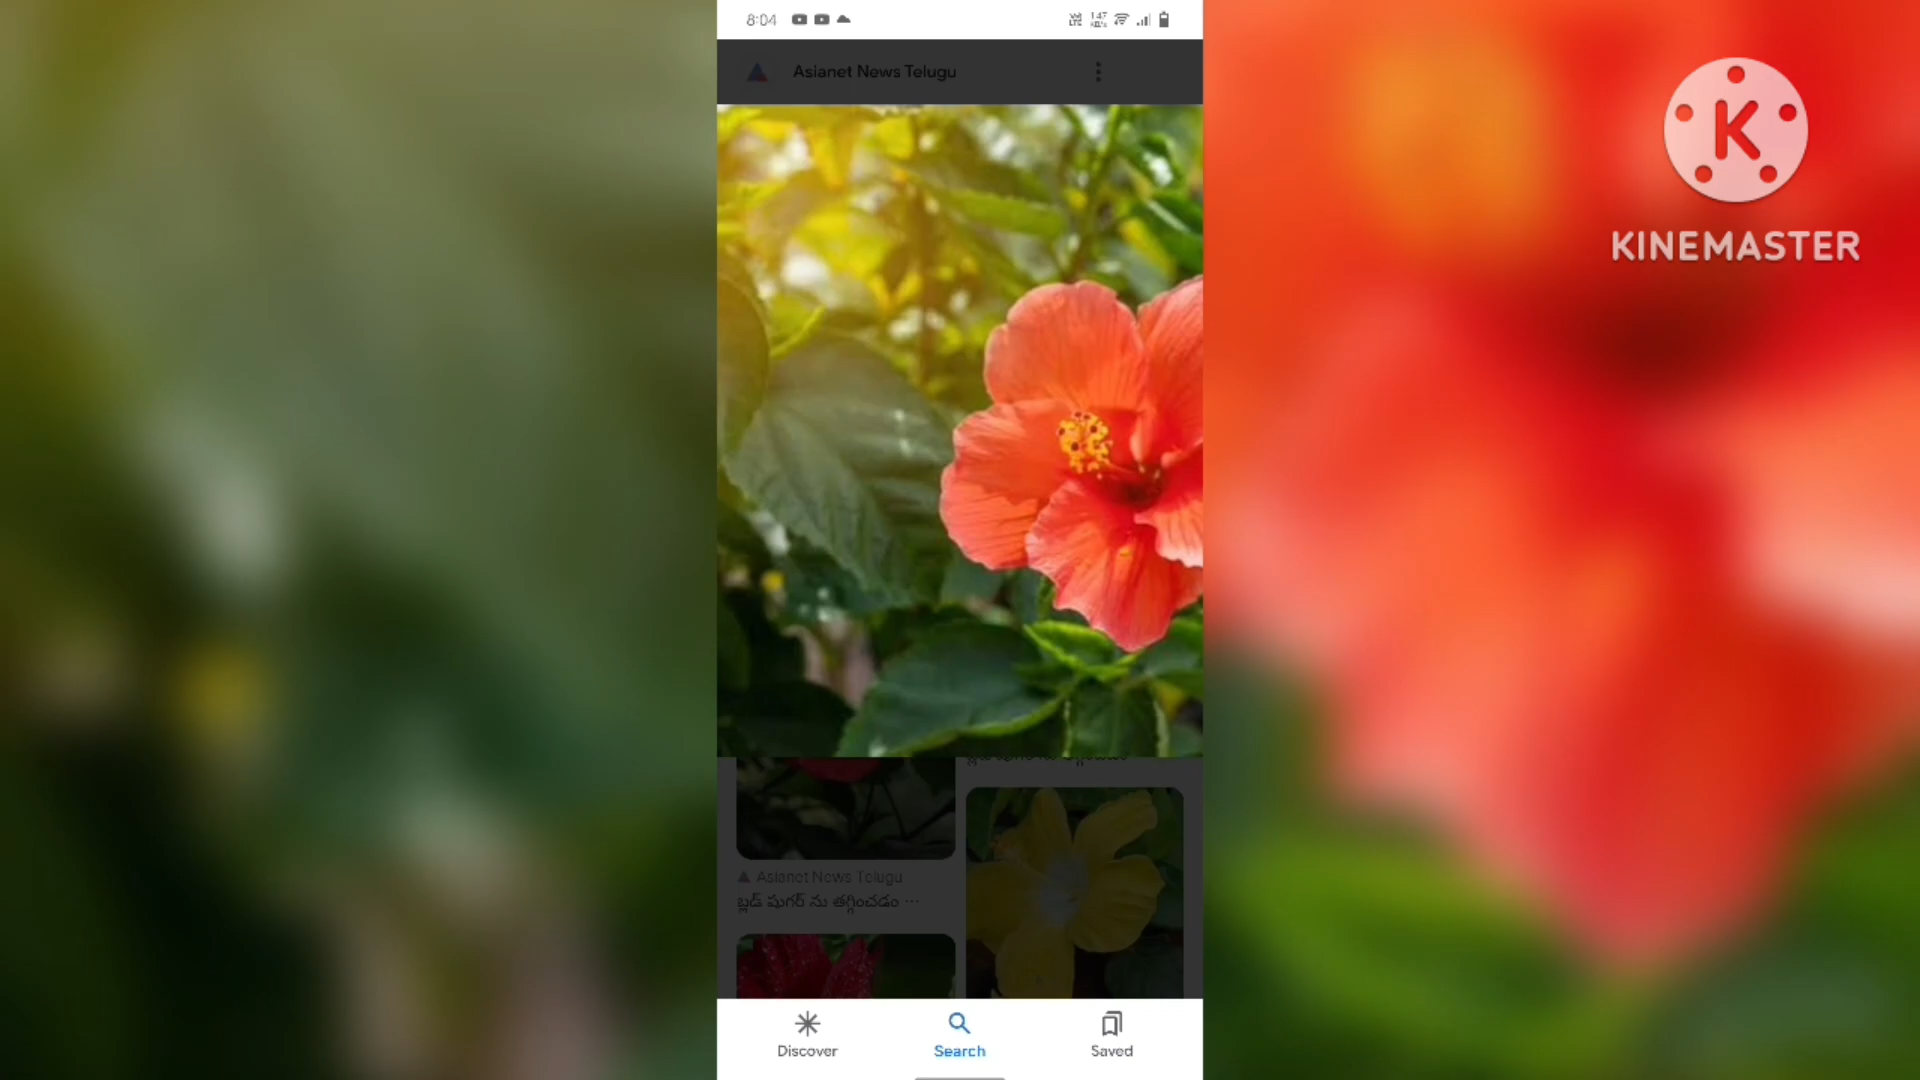 8:04
Asianet News Telugu
K
KINEMASTER
Asianet News Telugu
బ్లడ్ షుగర్ ను తగ్గించడం ...
Discover
Search
Saved